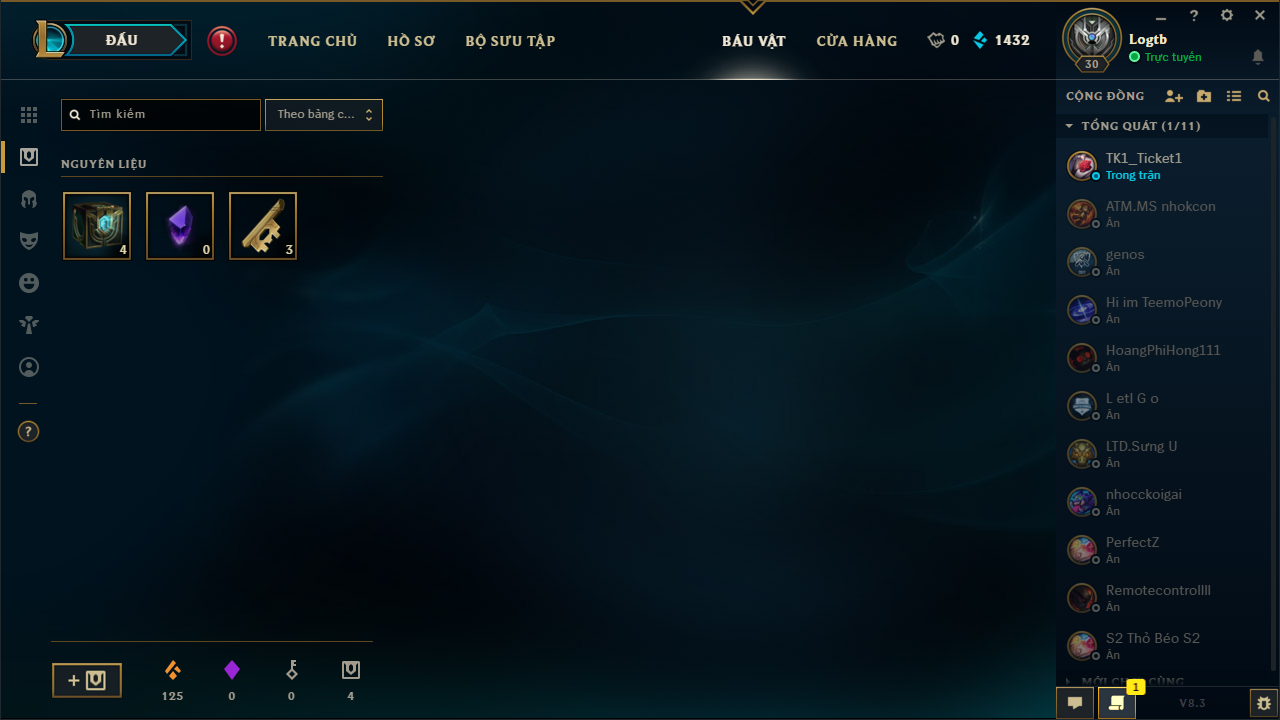 ĐẤU
TRANG CHỦ
HỒ SƠ
BỘ SƯU TẬP
BÁU VẬT
CỬA HÀNG
0
1432
30
Logtb
Trực tuyến
Tìm kiếm
Theo bảng c...
NGUYÊN LIỆU
4
0
3
CỘNG ĐỒNG
TỔNG QUÁT (1/11)
TK1_Ticket1
Trong trận
ATM.MS nhokcon
Ẩn
genos
Ẩn
Hi im TeemoPeony
Ẩn
HoangPhiHong111
Ẩn
L etl G o
Ẩn
LTD.Sưng U
Ẩn
nhocckoigai
Ẩn
PerfectZ
Ẩn
Remotecontrollll
Ẩn
S2 Thỏ Béo S2
Ẩn
MỚI CHƠI CÙNG
125
0
0
4
1
V8.3